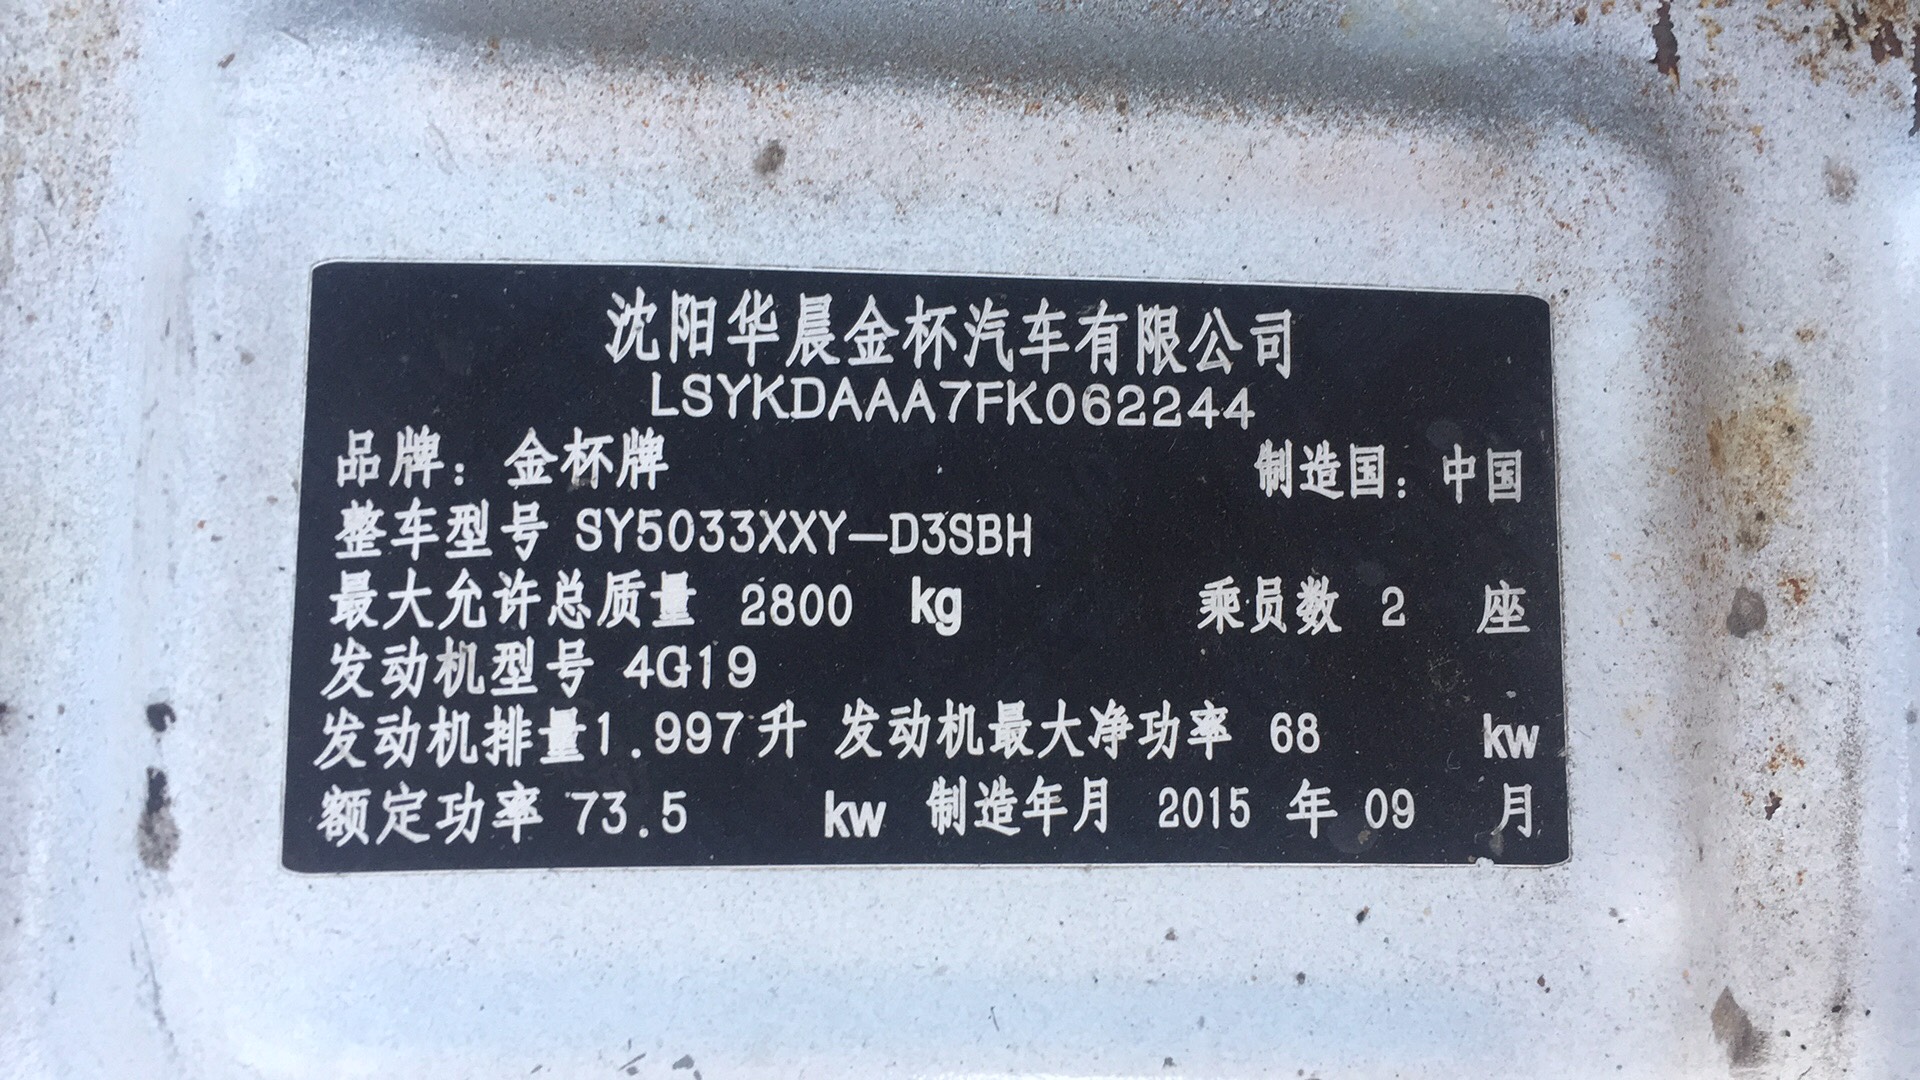 沈阳华晨金杯汽车有限公司
LSYKDAAA7FK062244
品牌：金杯牌 制造国：中国
整车型号 SY5033XXY-D3SBH
最大允许总质量 2800 kg 乘员数 2 座
发动机型号 4G19
发动机排量1.997升 发动机最大净功率 68 kw
额定功率 73.5 kw 制造年月 2015 年 09 月